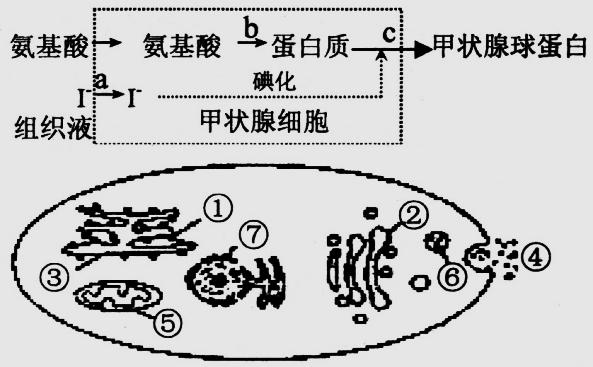 氨基酸 → 氨基酸 b → 蛋白质 c → 甲状腺球蛋白
I⁻ a → I⁻ 碘化
组织液 甲状腺细胞
① ⑦ ② ④
③ ⑥
⑤